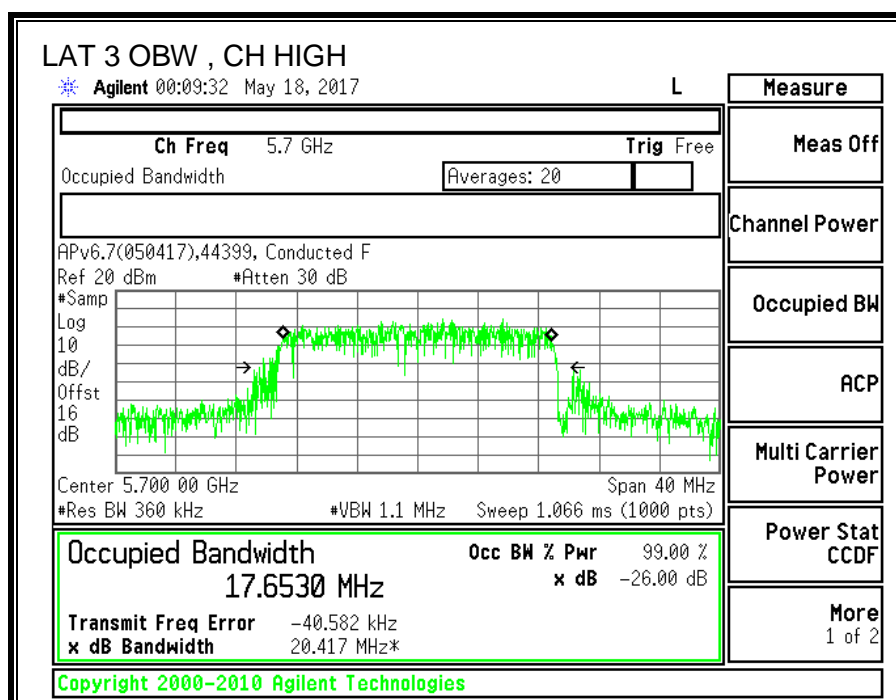 LAT 3 OBW , CH HIGH
Agilent 00:09:32 May 18, 2017 L
Measure
Ch Freq 5.7 GHz Trig Free
Meas Off
Occupied Bandwidth Averages: 20
Channel Power
APv6.7(050417),44399, Conducted F
Ref 20 dBm #Atten 30 dB
#Samp
Log
10
dB/
Offst
16
dB
Occupied BW
ACP
Multi Carrier
Power
Center 5.700 00 GHz Span 40 MHz
#Res BW 360 kHz #VBW 1.1 MHz Sweep 1.066 ms (1000 pts)
Power Stat
CCDF
Occupied Bandwidth Occ BW % Pwr 99.00 %
17.6530 MHz x dB -26.00 dB
Transmit Freq Error -40.582 kHz
x dB Bandwidth 20.417 MHz*
More
1 of 2
Copyright 2000-2010 Agilent Technologies